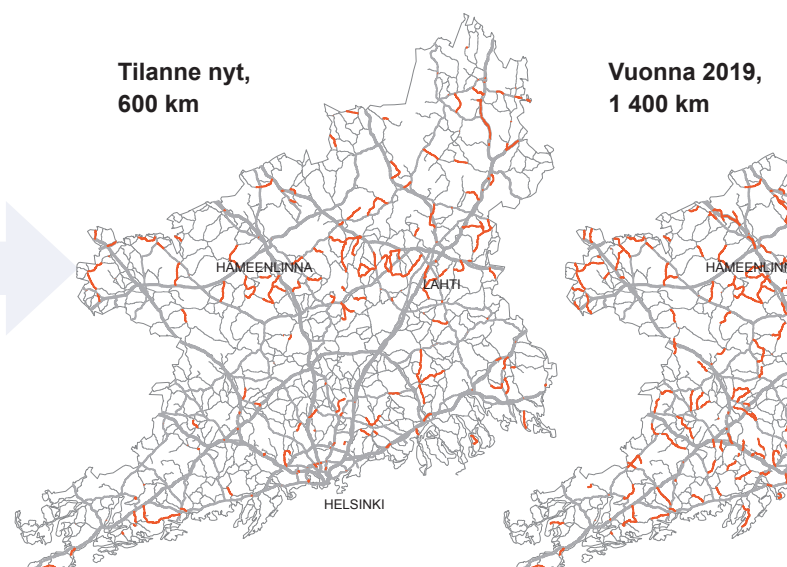 Tilanne nyt,
600 km
HÄMEENLINNA
LAHTI
HELSINKI
Vuonna 2019,
1 400 km